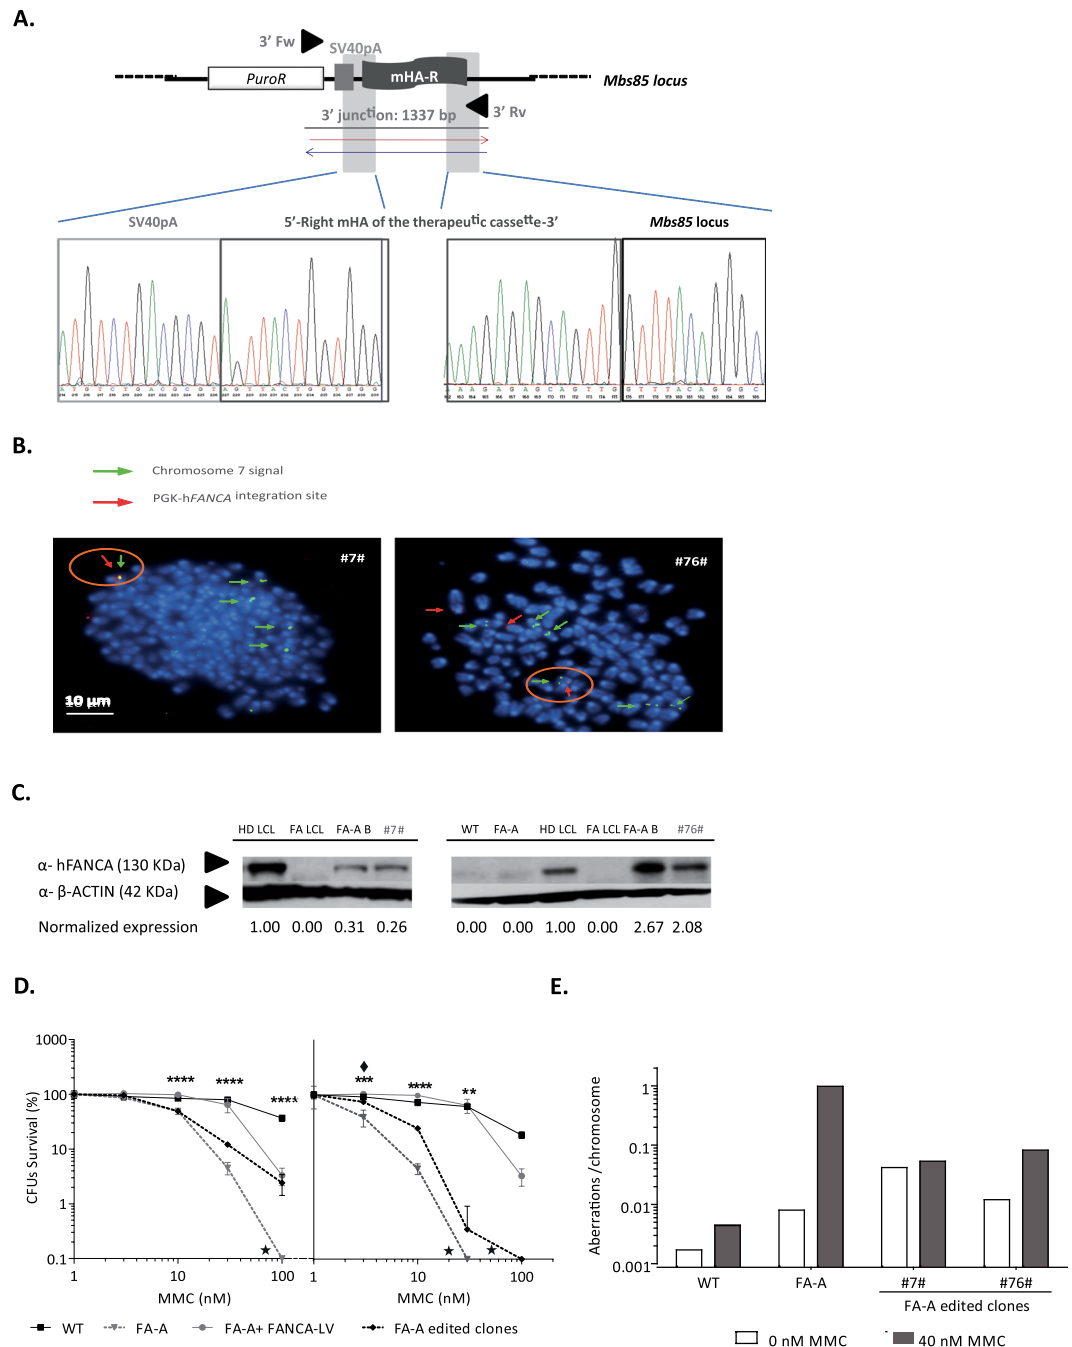 A.
3' Fw
SV40pA
PuroR
mHA-R
Mbs85 locus
3' junction: 1337 bp
3' Rv
SV40pA
5'-Right mHA of the therapeutic cassette-3'
Mbs85 locus
A T G T C T G A C G C G T
G T T T A C A G G G C
B.
Chromosome 7 signal
PGK-hFANCA integration site
#7#
#76#
10 µm
C.
HD LCL FA LCL FA-A B #7#
WT FA-A HD LCL FA LCL FA-A B #76#
α- hFANCA (130 KDa)
α- β-ACTIN (42 KDa)
Normalized expression 1.00 0.00 0.31 0.26 0.00 0.00 1.00 0.00 2.67 2.08
D.
E.
1000
100
10
1
0.1
CFUs Survival (%)
**** **** ****
*** **** **
1 10 100
1 10 100
MMC (nM)
MMC (nM)
WT FA-A FA-A+ FANCA-LV FA-A edited clones
Aberrations/chromosome
1
0.1
0.01
0.001
WT FA-A #7# #76#
FA-A edited clones
0 nM MMC 40 nM MMC